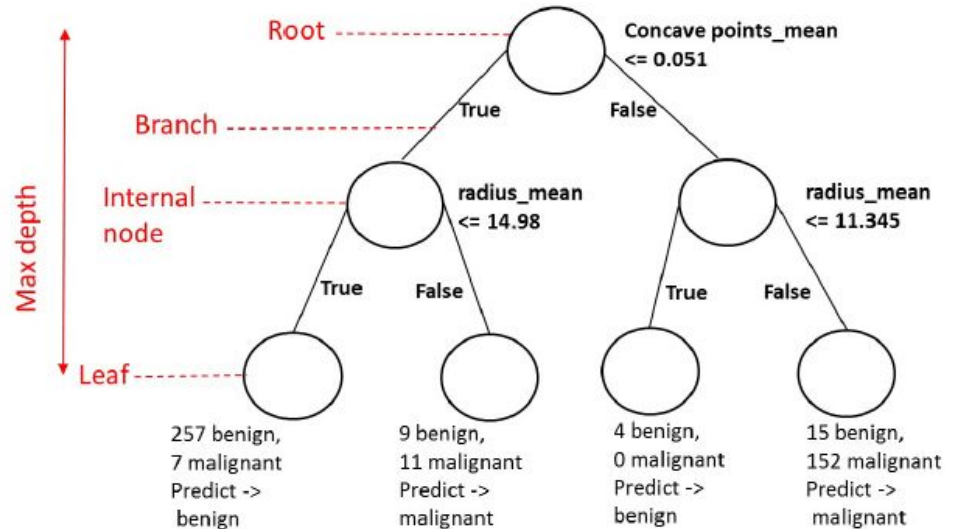 Root
Concave points_mean
<= 0.051
True
False
Branch
Max depth
Internal
node
radius_mean
<= 14.98
radius_mean
<= 11.345
True
False
True
False
Leaf
257 benign,
7 malignant
Predict ->
benign
9 benign,
11 malignant
Predict ->
malignant
4 benign,
0 malignant
Predict ->
benign
15 benign,
152 malignant
Predict ->
malignant